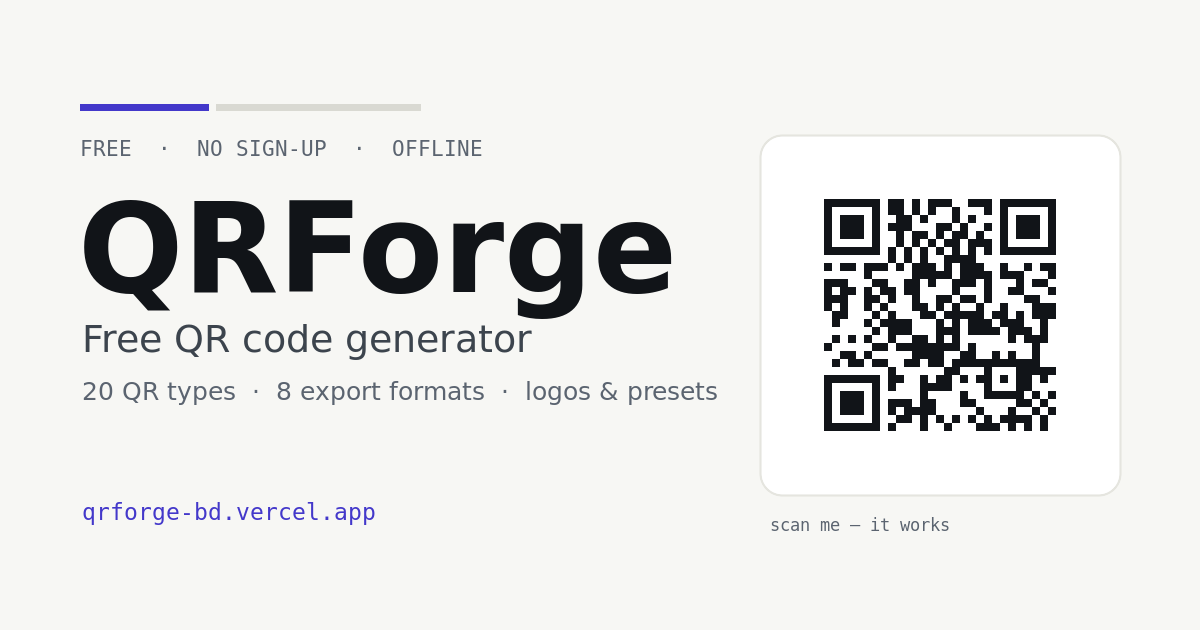 FREE · NO SIGN-UP · OFFLINE
QRForge
Free QR code generator
20 QR types · 8 export formats · logos & presets
qrforge-bd.vercel.app
scan me — it works